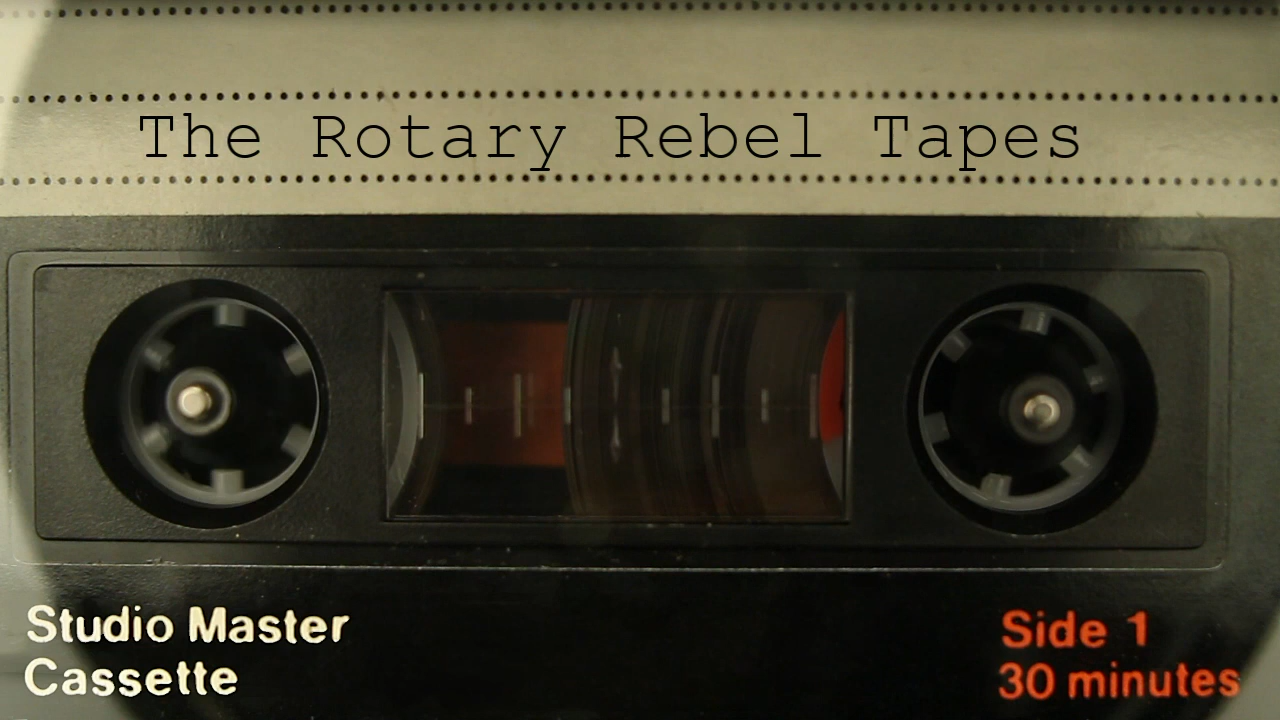 The Rotary Rebel Tapes
Studio Master
Cassette
Side 1
30 minutes